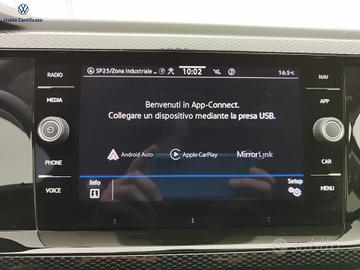 Usato Certificato
SP25/Zona Industriale ... 10:02 16.5°C
RADIO
MEDIA
PHONE
VOICE
NAV
APP
CAR
MENU
Benvenuti in App-Connect.
Collegare un dispositivo mediante la presa USB.
Android Auto Apple CarPlay MirrorLink
Info Setup